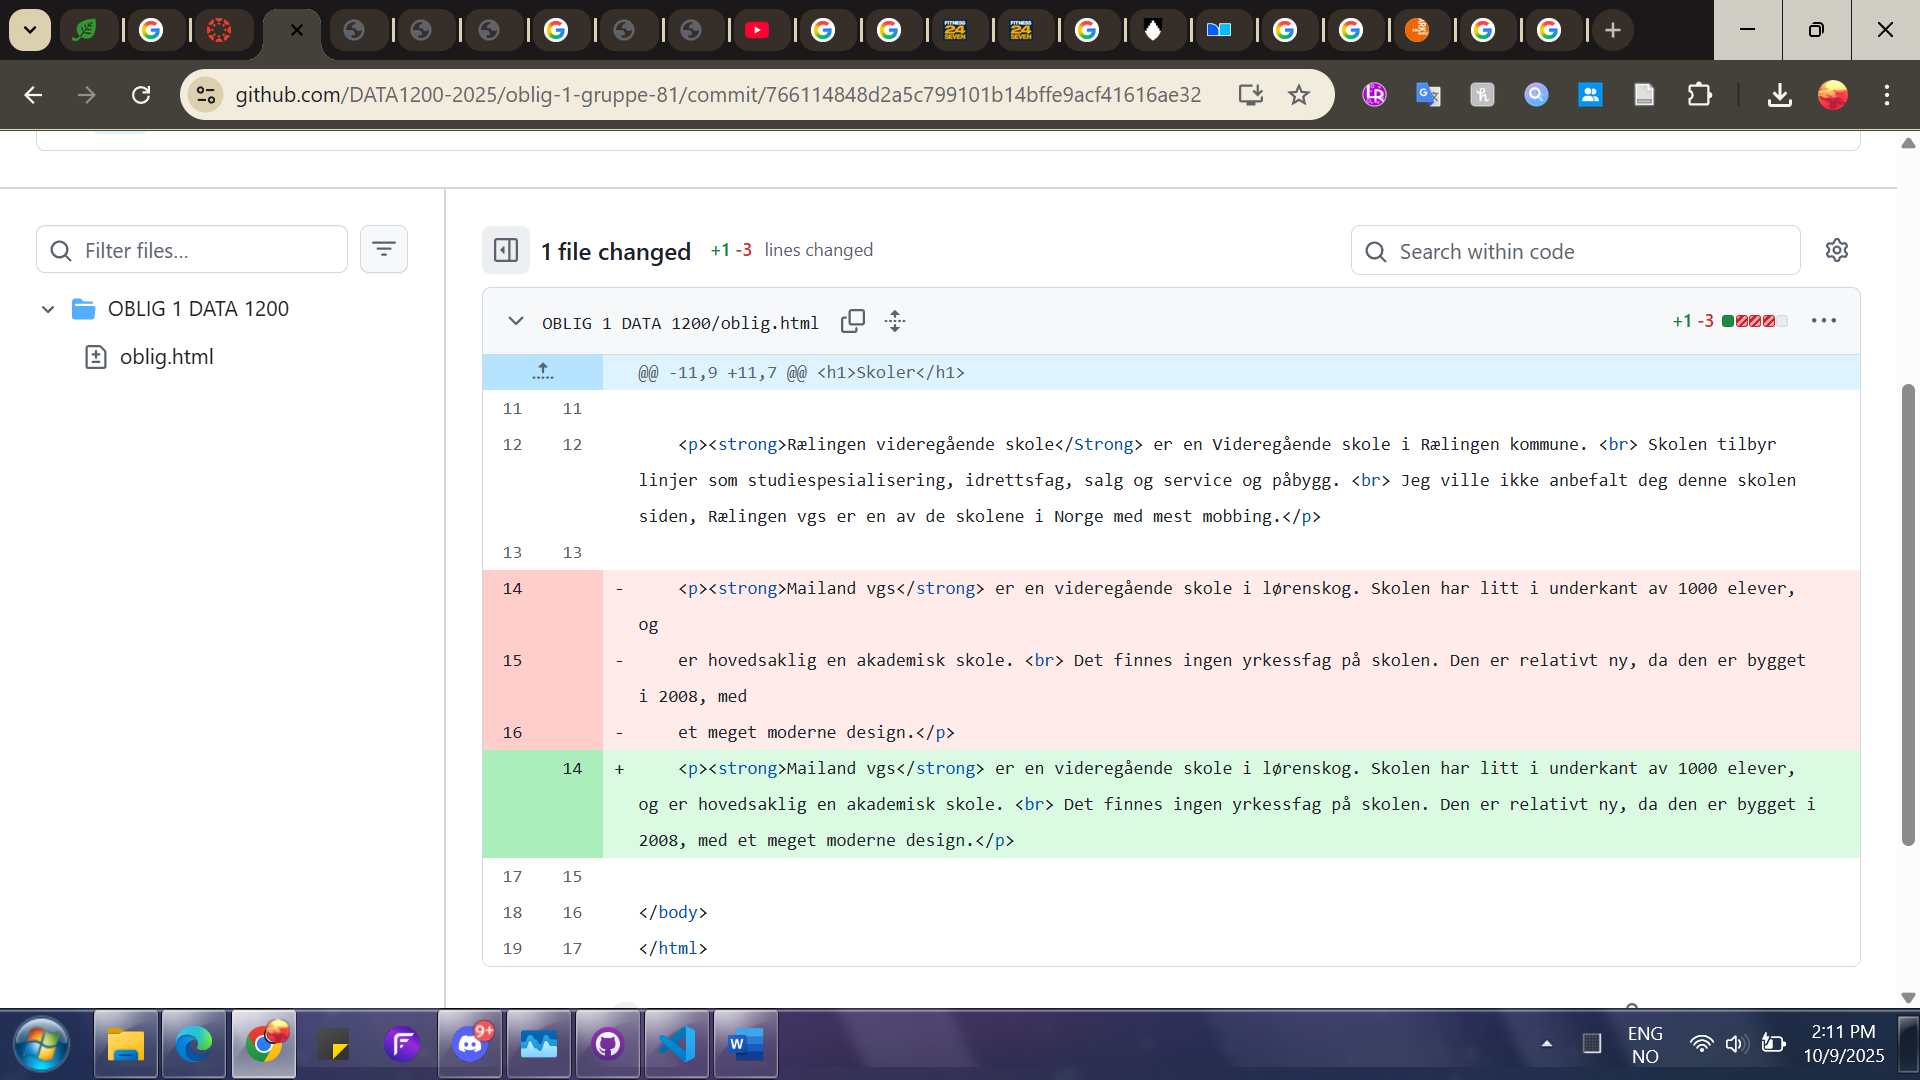 FITNESS
24
SEVEN
FITNESS
24
SEVEN
github.com/DATA1200-2025/oblig-1-gruppe-81/commit/766114848d2a5c799101b14bffe9acf41616ae32
Filter files...
OBLIG 1 DATA 1200
oblig.html
1 file changed +1 -3 lines changed
Search within code
OBLIG 1 DATA 1200/oblig.html
+1 -3
@@ -11,9 +11,7 @@ <h1>Skoler</h1>
11 11
12 12 <p><strong>Rælingen videregående skole</Strong> er en Videregående skole i Rælingen kommune. <br> Skolen tilbyr
linjer som studiespesialisering, idrettsfag, salg og service og påbygg. <br> Jeg ville ikke anbefalt deg denne skolen
siden, Rælingen vgs er en av de skolene i Norge med mest mobbing.</p>
13 13
14 - <p><strong>Mailand vgs</strong> er en videregående skole i lørenskog. Skolen har litt i underkant av 1000 elever,
og
15 - er hovedsaklig en akademisk skole. <br> Det finnes ingen yrkessfag på skolen. Den er relativt ny, da den er bygget
i 2008, med
16 - et meget moderne design.</p>
14 + <p><strong>Mailand vgs</strong> er en videregående skole i lørenskog. Skolen har litt i underkant av 1000 elever,
og er hovedsaklig en akademisk skole. <br> Det finnes ingen yrkessfag på skolen. Den er relativt ny, da den er bygget i
2008, med et meget moderne design.</p>
17 15
18 16 </body>
19 17 </html>
9+
ENG
NO
2:11 PM
10/9/2025